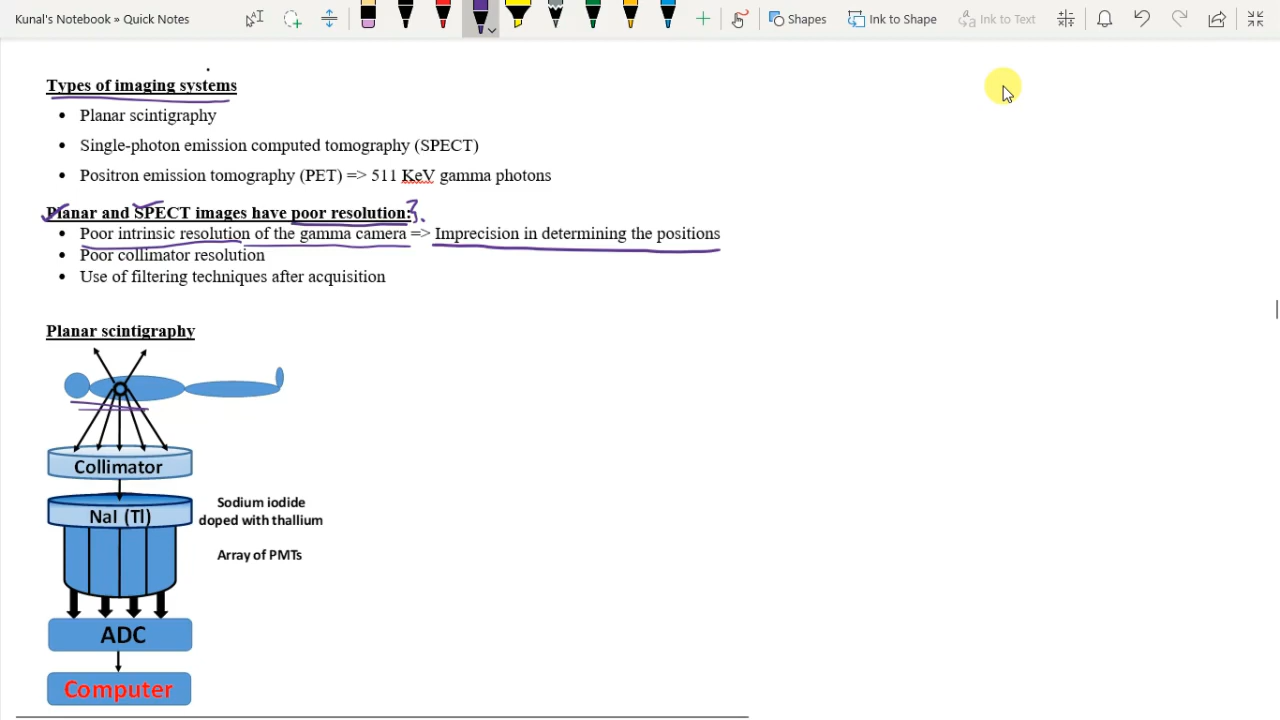 Kunal's Notebook » Quick Notes
Shapes
Ink to Shape
Ink to Text
Types of imaging systems
• Planar scintigraphy
• Single-photon emission computed tomography (SPECT)
• Positron emission tomography (PET) => 511 KeV gamma photons
Planar and SPECT images have poor resolution:
• Poor intrinsic resolution of the gamma camera => Imprecision in determining the positions
• Poor collimator resolution
• Use of filtering techniques after acquisition
Planar scintigraphy
Collimator
NaI (Tl)
Sodium iodide
doped with thallium
Array of PMTs
ADC
Computer